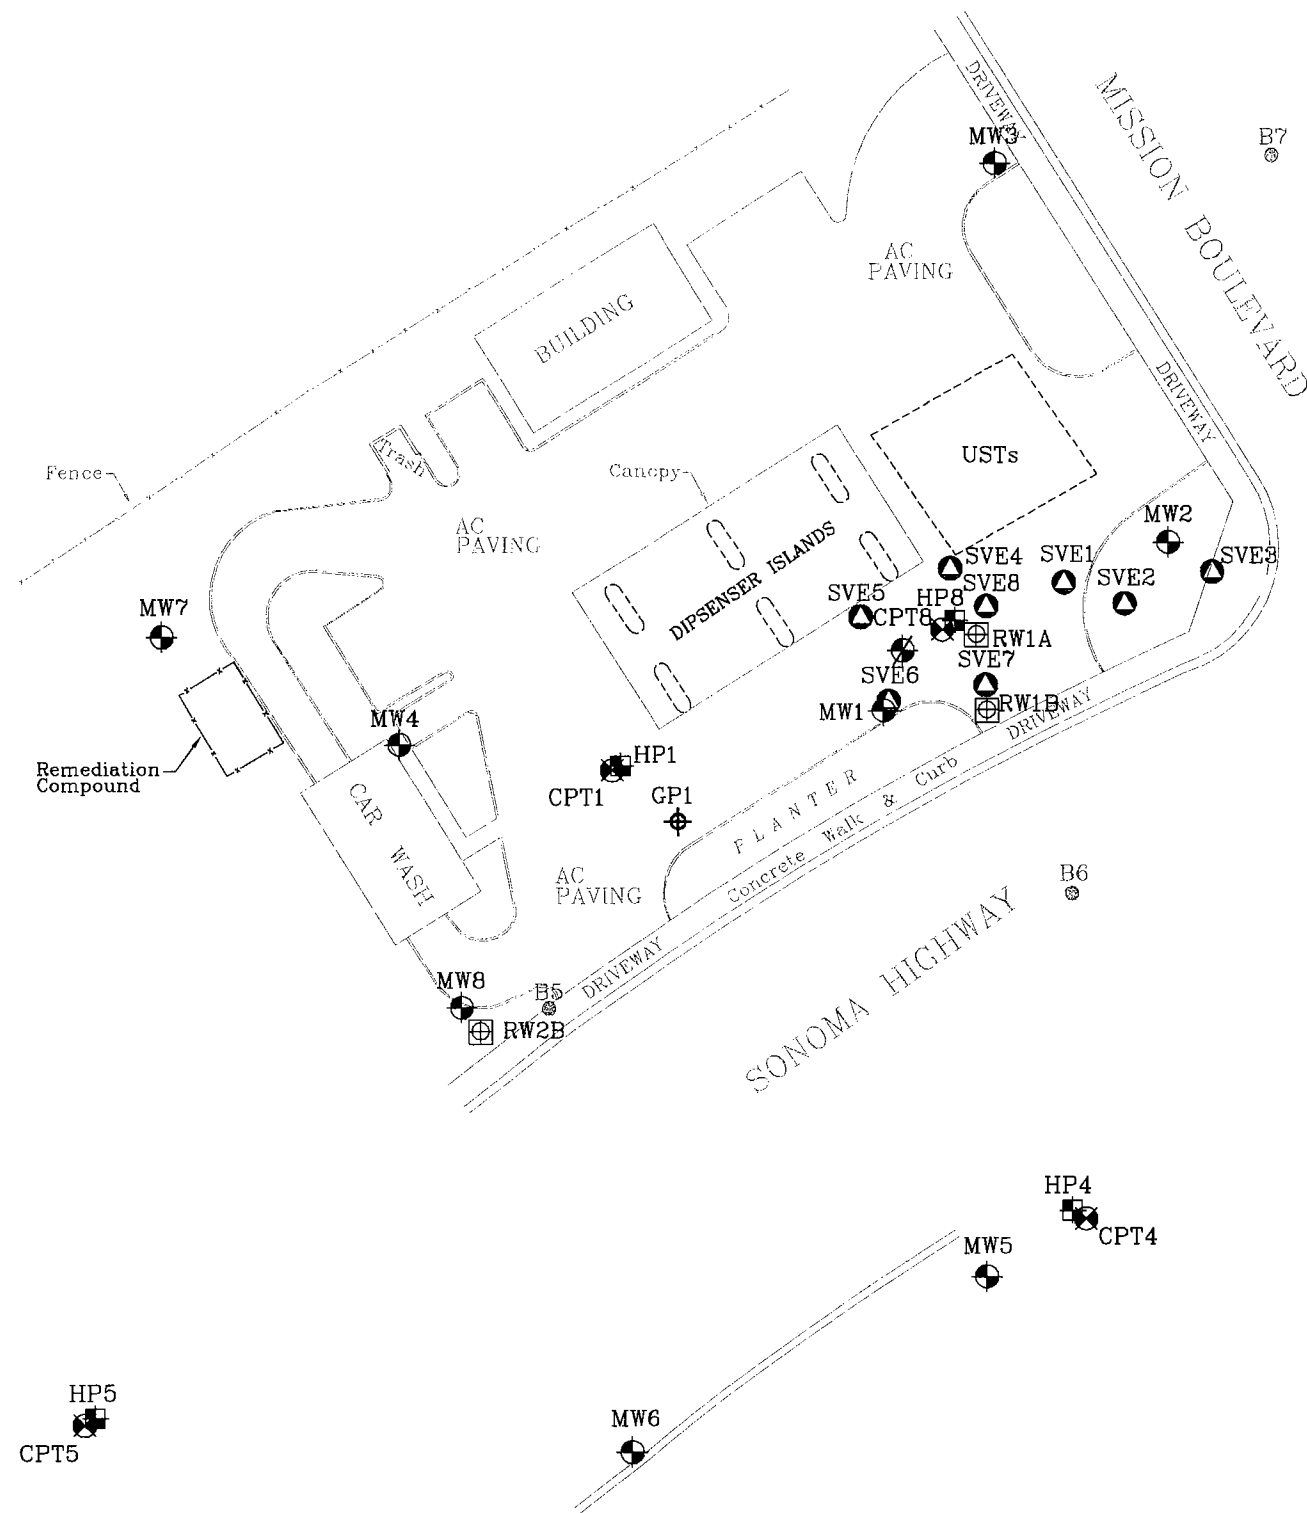 DRIVEWAY
MISSION BOULEVARD
B7
MW3
AC
PAVING
BUILDING
DRIVEWAY
Trash
Fence
Canopy
USTs
AC
PAVING
DIPSENSER ISLANDS
MW2
SVE4
SVE1
SVE3
SVE8
SVE2
SVE5
HP8
CPT8
MW7
RW1A
SVE7
SVE6
RW1B
MW1
DRIVEWAY
MW4
HP1
Remediation
Compound
CPT1
GP1
CAR WASH
PLANTER
Concrete Walk & Curb
AC
PAVING
B6
DRIVEWAY
SONOMA HIGHWAY
MW8
B5
RW2B
HP4
CPT4
MW5
HP5
CPT5
MW6